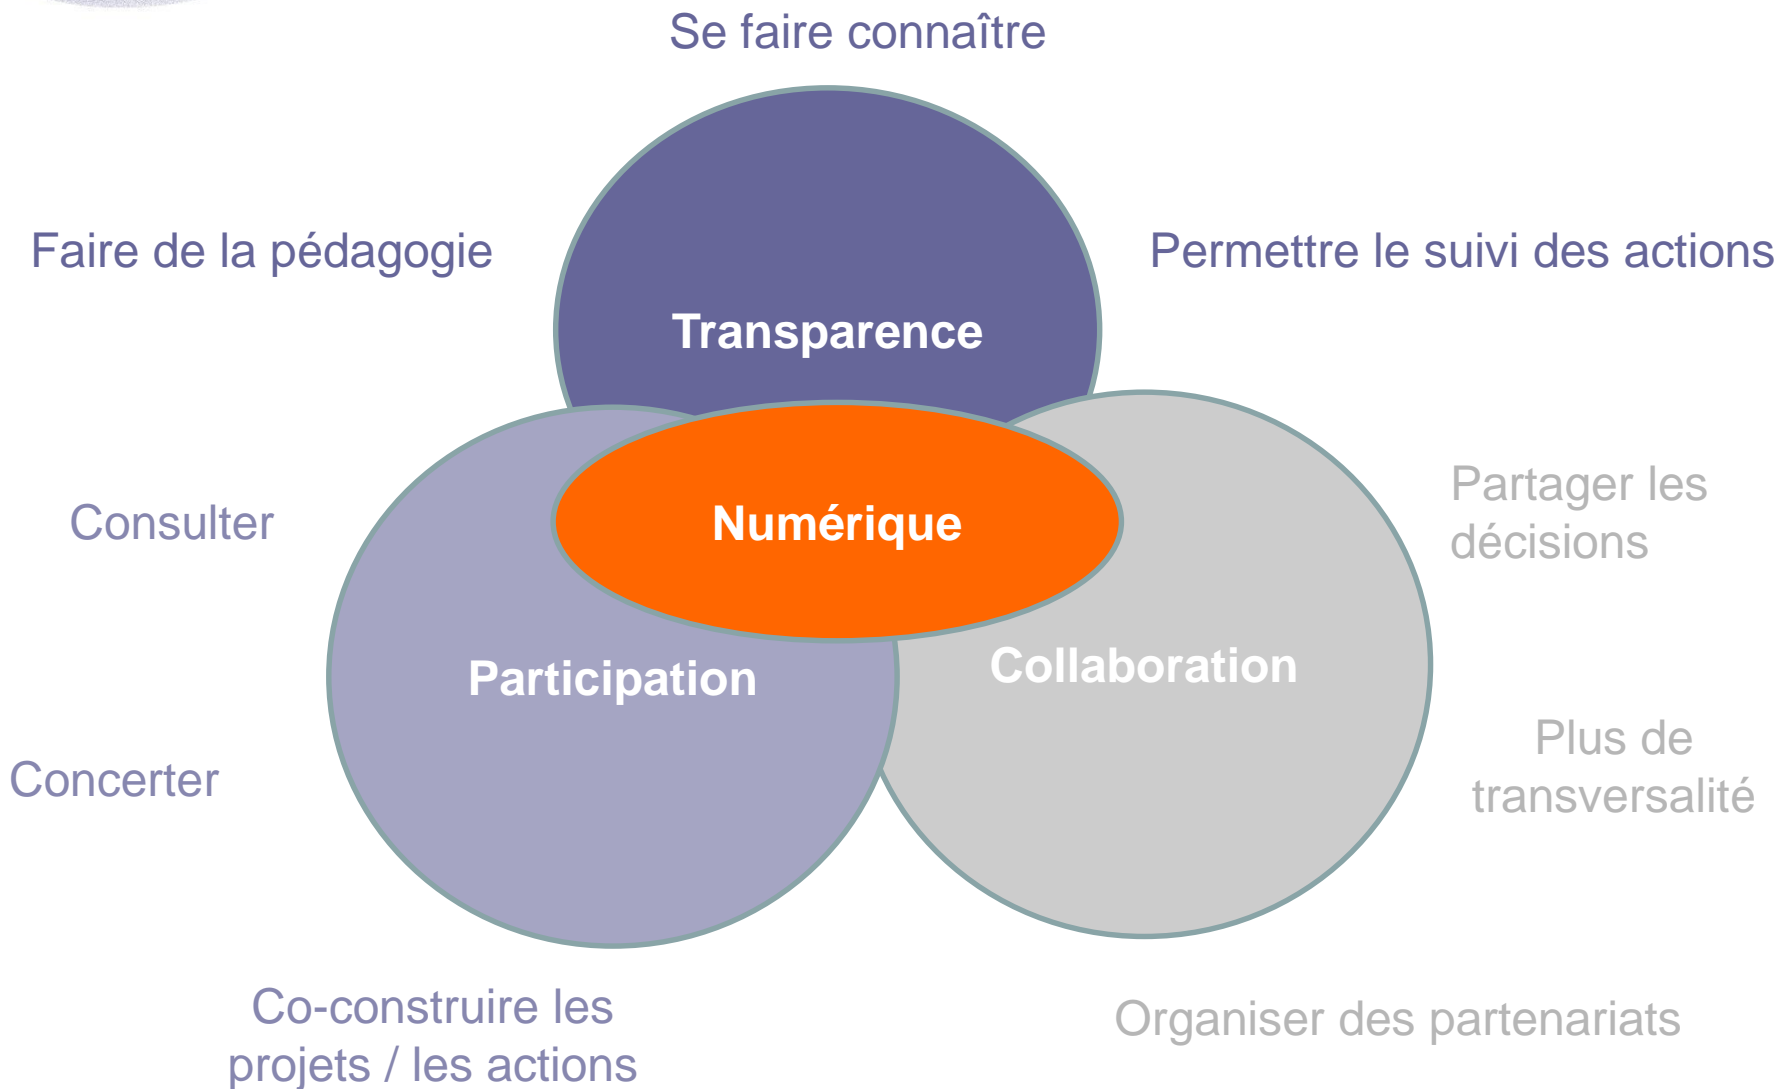 Se faire connaître
Faire de la pédagogie
Permettre le suivi des actions
Transparence
Consulter
Numérique
Partager les
décisions
Participation
Collaboration
Concerter
Plus de
transversalité
Co-construire les
projets / les actions
Organiser des partenariats